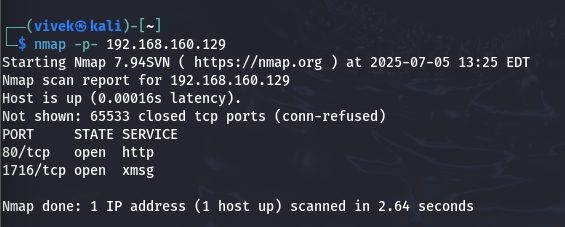 ┌──(vivek㉿kali)-[~]
└─$ nmap -p- 192.168.160.129
Starting Nmap 7.94SVN ( https://nmap.org ) at 2025-07-05 13:25 EDT
Nmap scan report for 192.168.160.129
Host is up (0.00016s latency).
Not shown: 65533 closed tcp ports (conn-refused)
PORT     STATE SERVICE
80/tcp   open  http
1716/tcp open  xmsg

Nmap done: 1 IP address (1 host up) scanned in 2.64 seconds